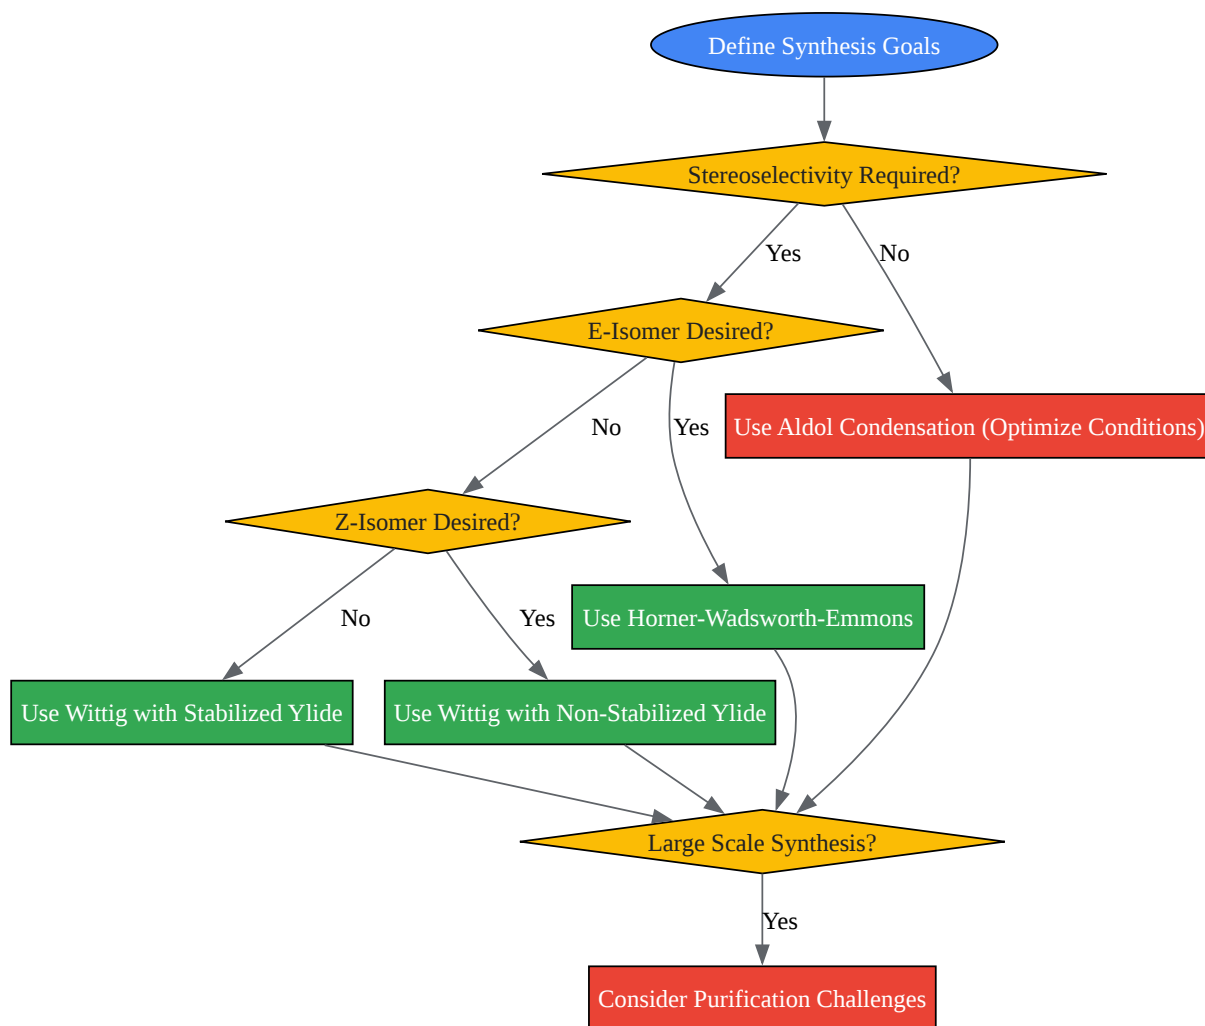 Define Synthesis Goals
Stereoselectivity Required?
Yes
No
E-Isomer Desired?
No
Yes
Use Aldol Condensation (Optimize Conditions)
Z-Isomer Desired?
No
Yes
Use Horner-Wadsworth-Emmons
Use Wittig with Stabilized Ylide
Use Wittig with Non-Stabilized Ylide
Large Scale Synthesis?
Yes
Consider Purification Challenges